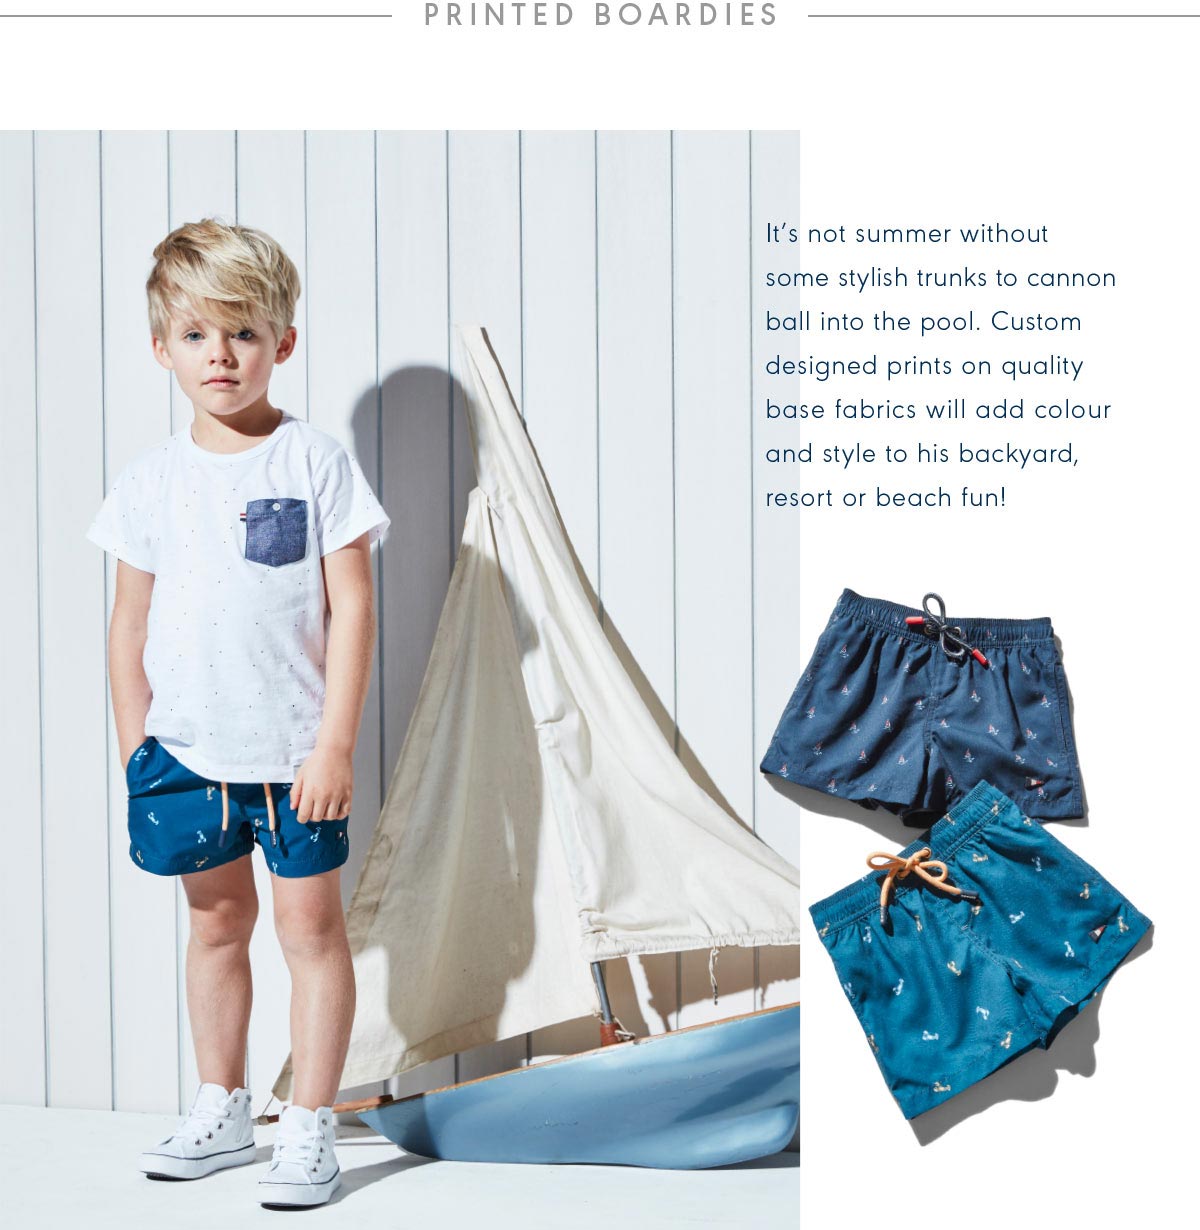 PRINTED BOARDIES
It's not summer without
some stylish trunks to cannon
ball into the pool. Custom
designed prints on quality
base fabrics will add colour
and style to his backyard,
resort or beach fun!